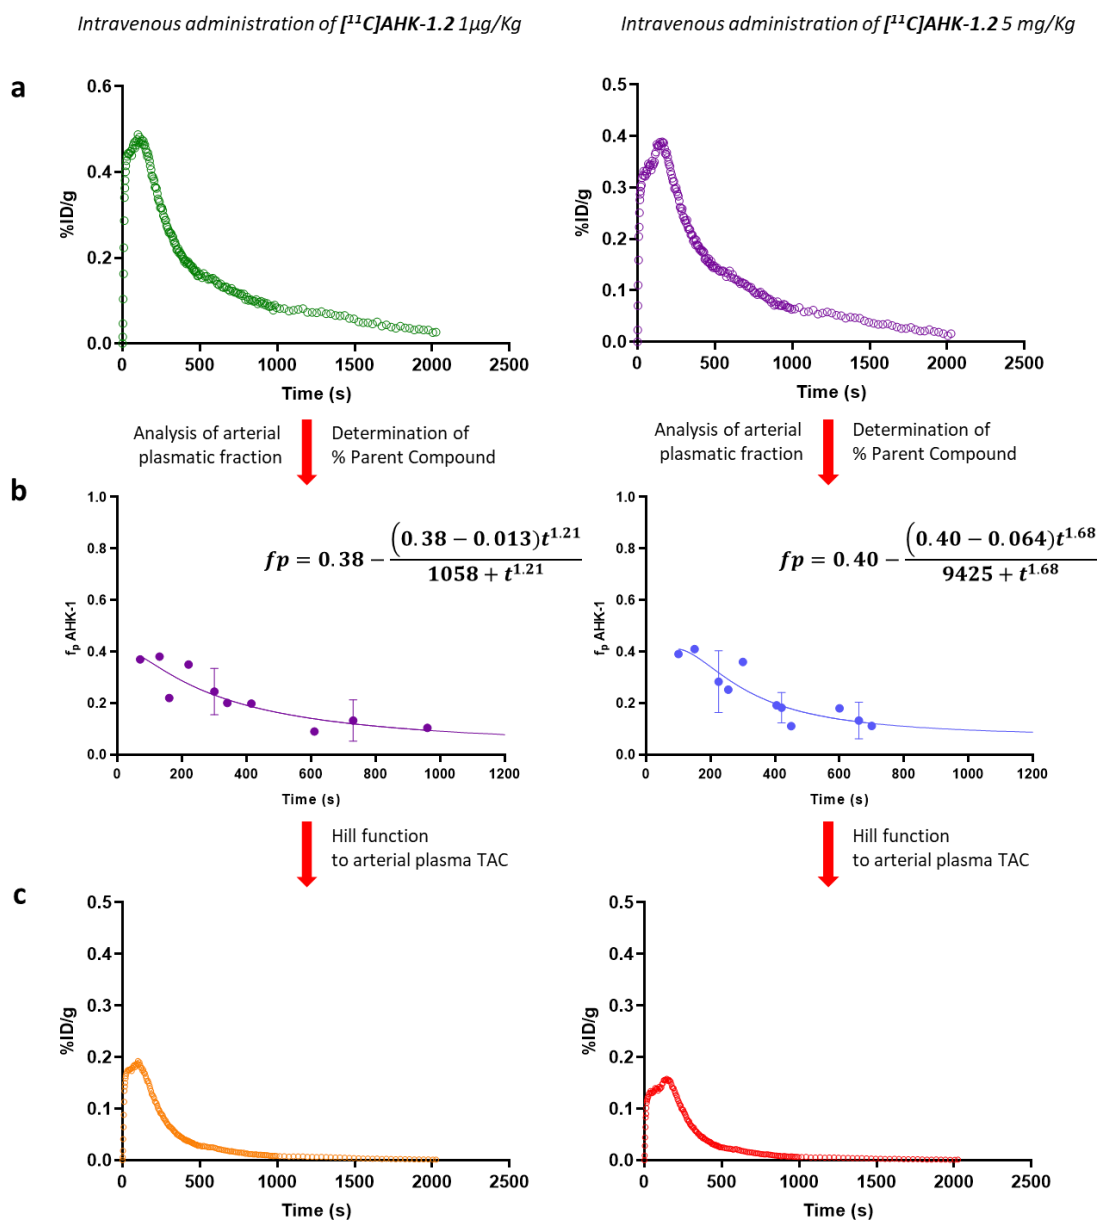 Intravenous administration of [¹¹C]AHK-1.2 1µg/Kg
Intravenous administration of [¹¹C]AHK-1.2 5 mg/Kg
a
%ID/g
0.6
0.4
0.2
0.0
0 500 1000 1500 2000 2500
Time (s)
%ID/g
0.5
0.4
0.3
0.2
0.1
0.0
0 500 1000 1500 2000 2500
Time (s)
Analysis of arterial
plasmatic fraction
Determination of
% Parent Compound
Analysis of arterial
plasmatic fraction
Determination of
% Parent Compound
b
fₚ AHK-1
1.0
0.8
0.6
0.4
0.2
0.0
fp = 0.38 − (0.38 − 0.013)t^1.21
1058 + t^1.21
0 200 400 600 800 1000 1200
Time (s)
fₚ AHK-1
1.0
0.8
0.6
0.4
0.2
0.0
fp = 0.40 − (0.40 − 0.064)t^1.68
9425 + t^1.68
0 200 400 600 800 1000 1200
Time (s)
Hill function
to arterial plasma TAC
Hill function
to arterial plasma TAC
c
%ID/g
0.5
0.4
0.3
0.2
0.1
0.0
0 500 1000 1500 2000 2500
Time (s)
%ID/g
0.5
0.4
0.3
0.2
0.1
0.0
0 500 1000 1500 2000 2500
Time (s)